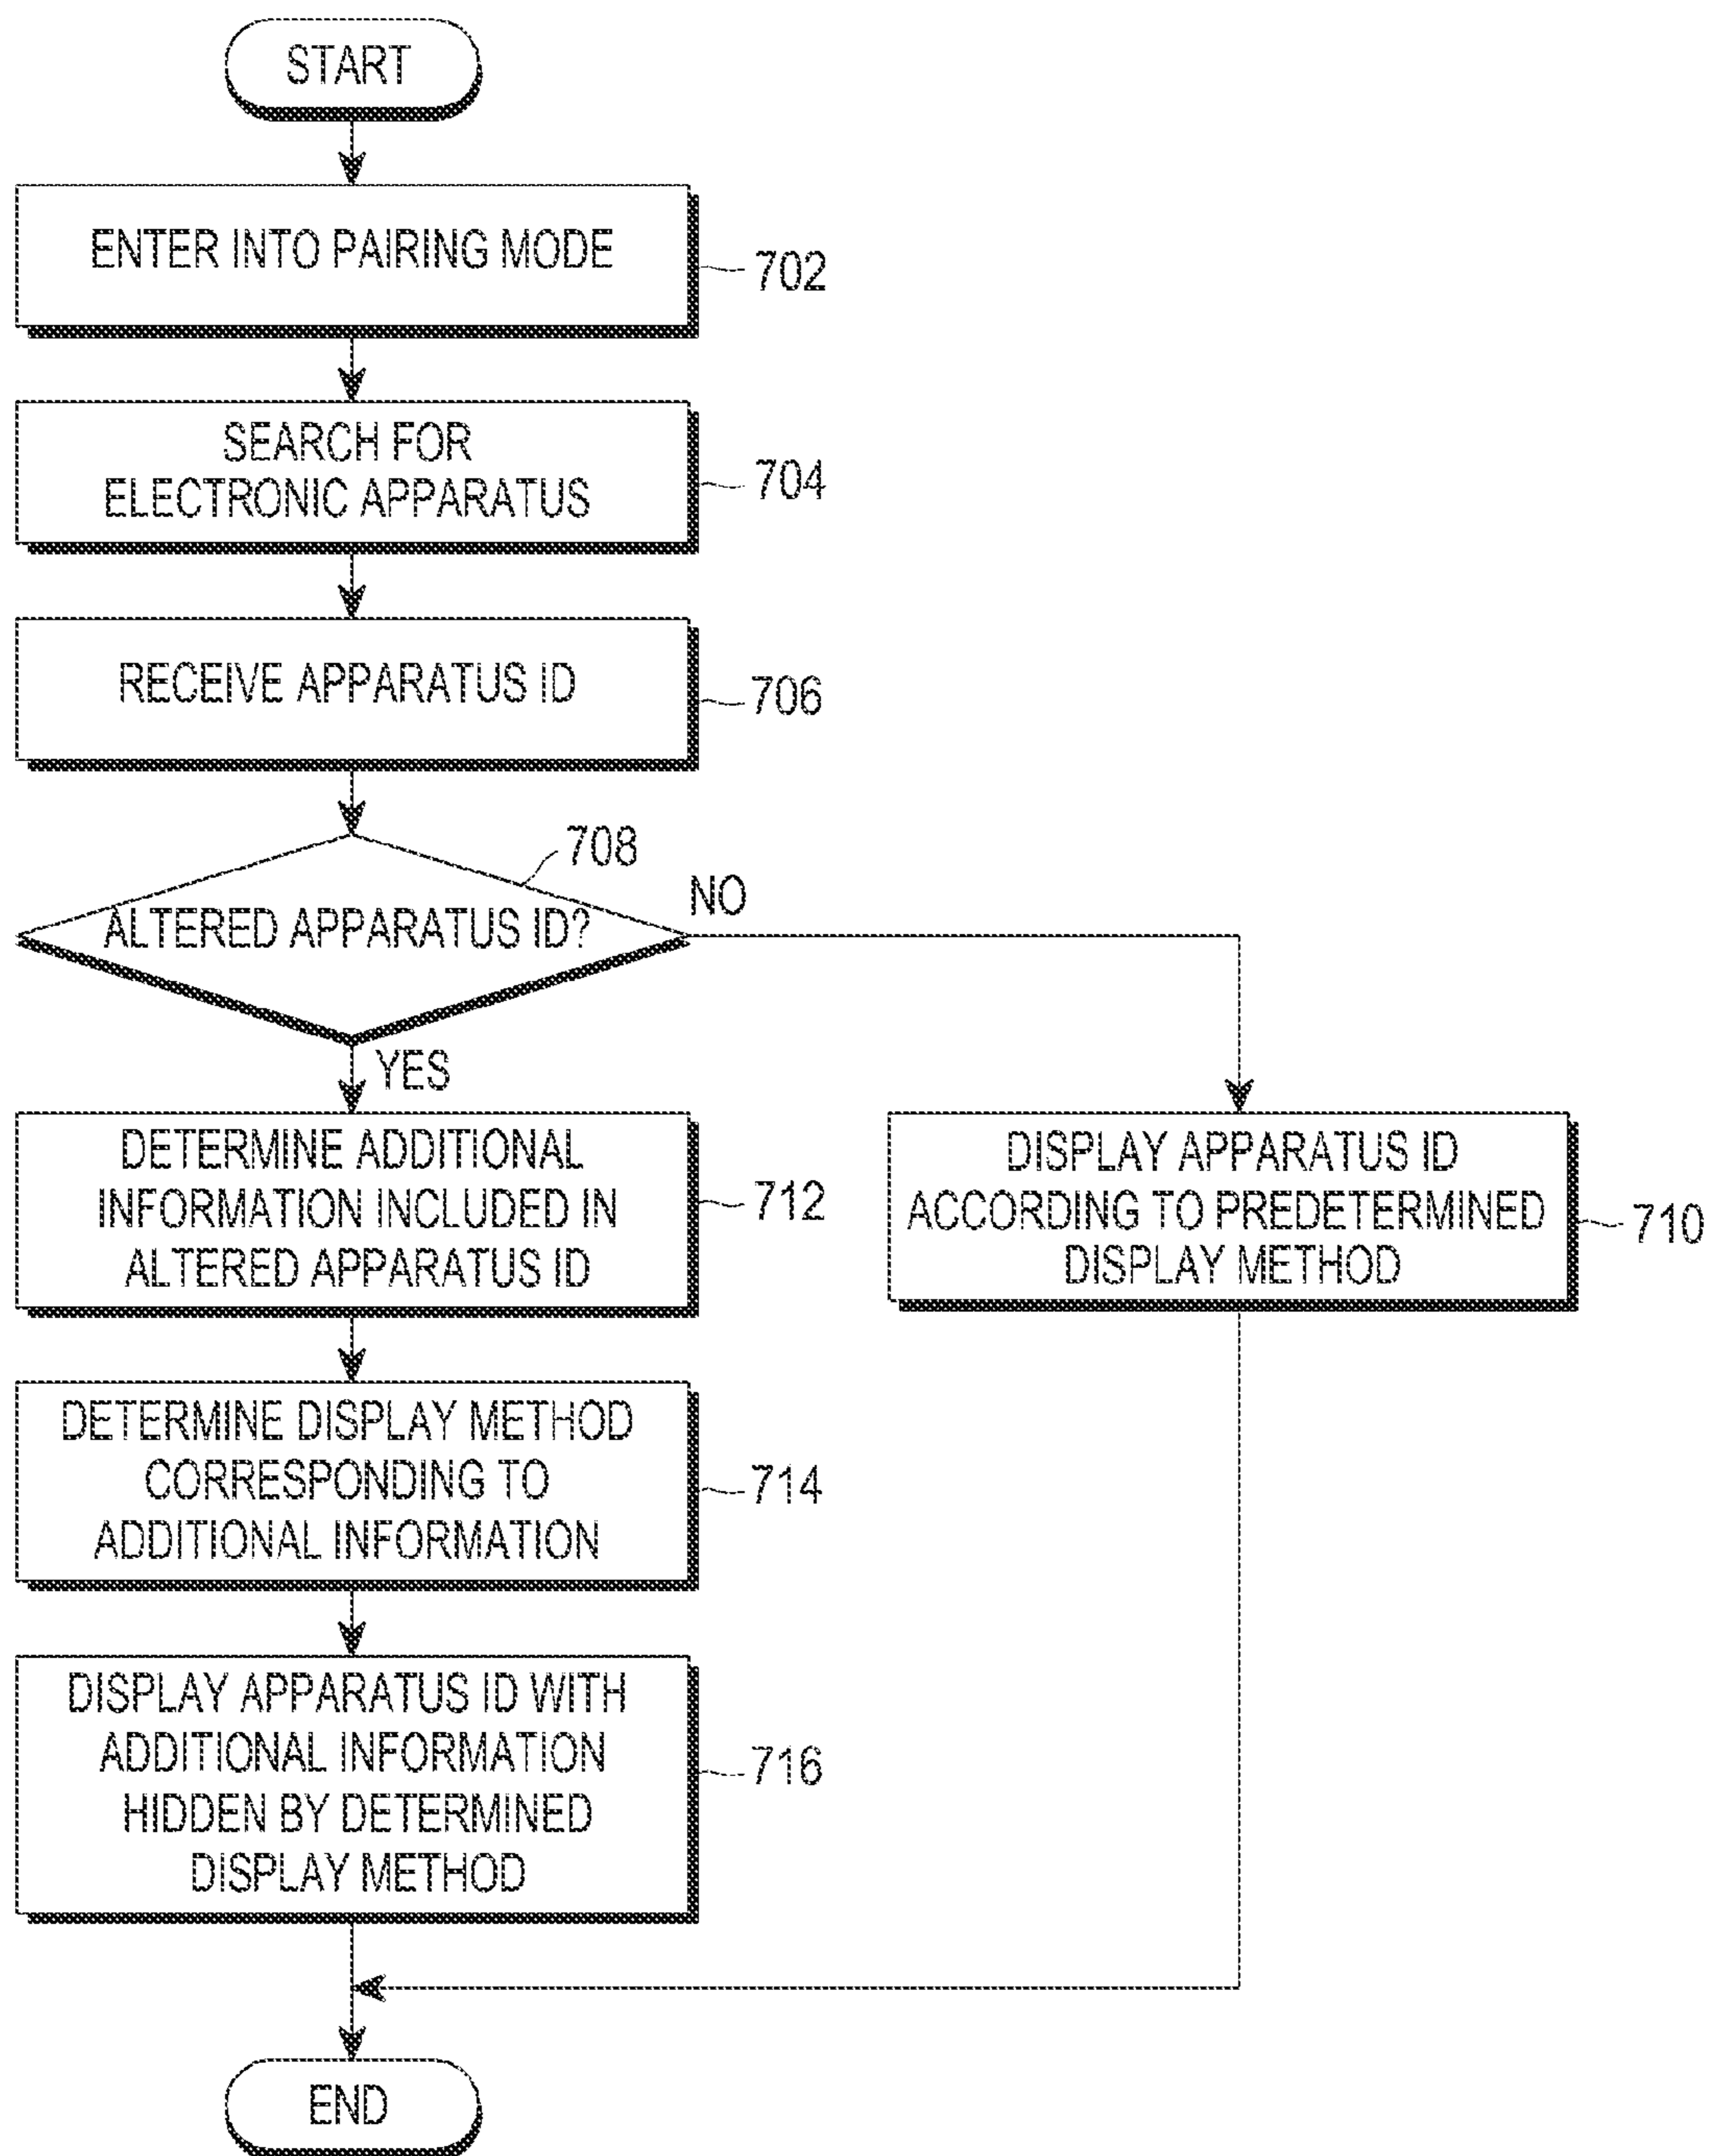 START
ENTER INTO PAIRING MODE
702
SEARCH FOR
ELECTRONIC APPARATUS
704
RECEIVE APPARATUS ID
706
708
ALTERED APPARATUS ID?
NO
YES
DETERMINE ADDITIONAL
INFORMATION INCLUDED IN
ALTERED APPARATUS ID
712
DISPLAY APPARATUS ID
ACCORDING TO PREDETERMINED
DISPLAY METHOD
710
DETERMINE DISPLAY METHOD
CORRESPONDING TO
ADDITIONAL INFORMATION
714
DISPLAY APPARATUS ID WITH
ADDITIONAL INFORMATION
HIDDEN BY DETERMINED
DISPLAY METHOD
716
END